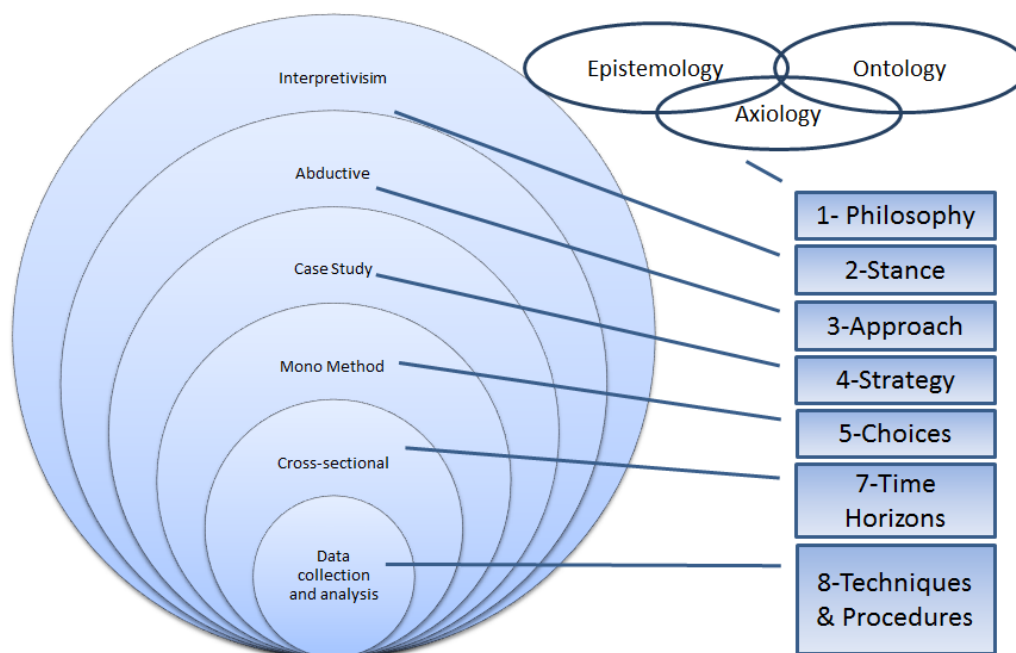 Interpretivisim
Abductive
Case Study
Mono Method
Cross-sectional
Data
collection
and analysis
Epistemology
Ontology
Axiology
1- Philosophy
2-Stance
3-Approach
4-Strategy
5-Choices
7-Time
Horizons
8-Techniques
& Procedures